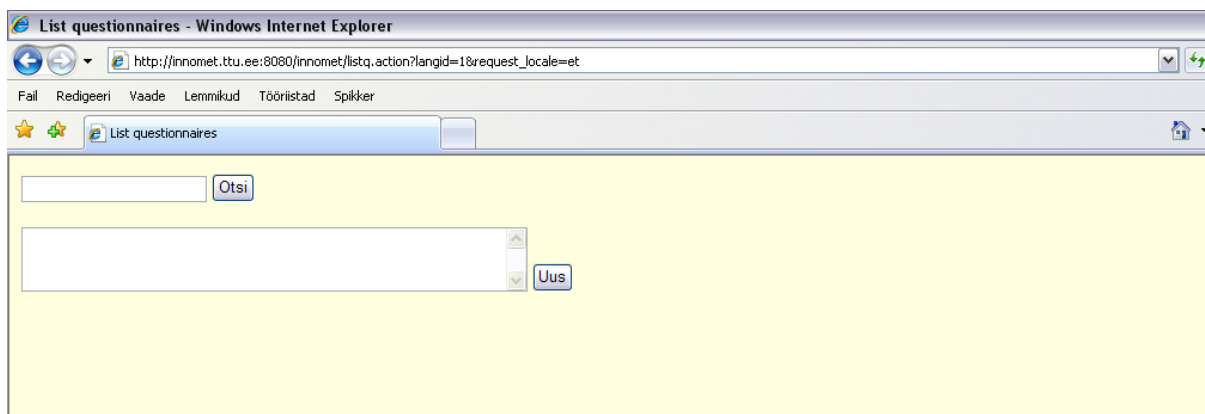 List questionnaires - Windows Internet Explorer
http://innomet.ttu.ee:8080/innomet/listq.action?langid=1&request_locale=et
Fail Redigeeri Vaade Lemmikud Tööriistad Spikker
List questionnaires
Otsi
Uus